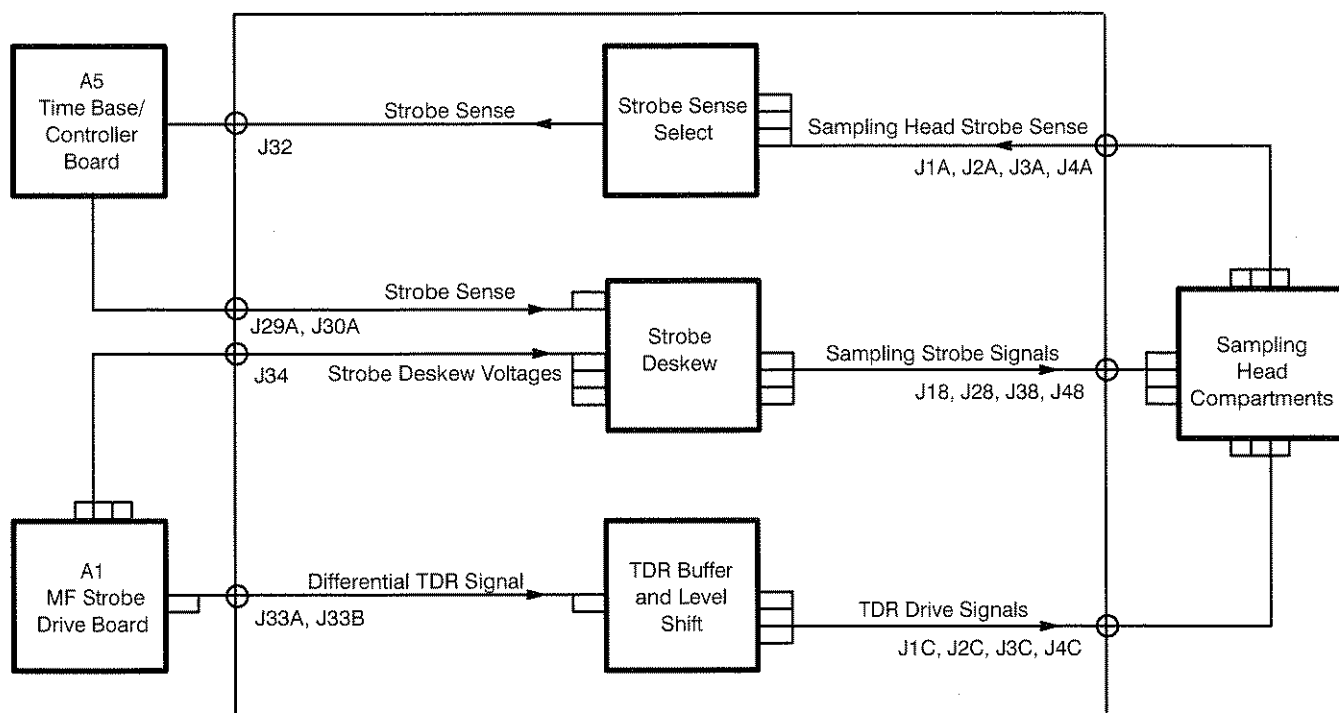 A5
Time Base/
Controller
Board
Strobe Sense
J32
Strobe Sense
Select
Sampling Head Strobe Sense
J1A, J2A, J3A, J4A
Strobe Sense
J29A, J30A
J34
Strobe Deskew Voltages
Strobe
Deskew
Sampling Strobe Signals
J18, J28, J38, J48
Sampling
Head
Compartments
A1
MF Strobe
Drive Board
Differential TDR Signal
J33A, J33B
TDR Buffer
and Level
Shift
TDR Drive Signals
J1C, J2C, J3C, J4C